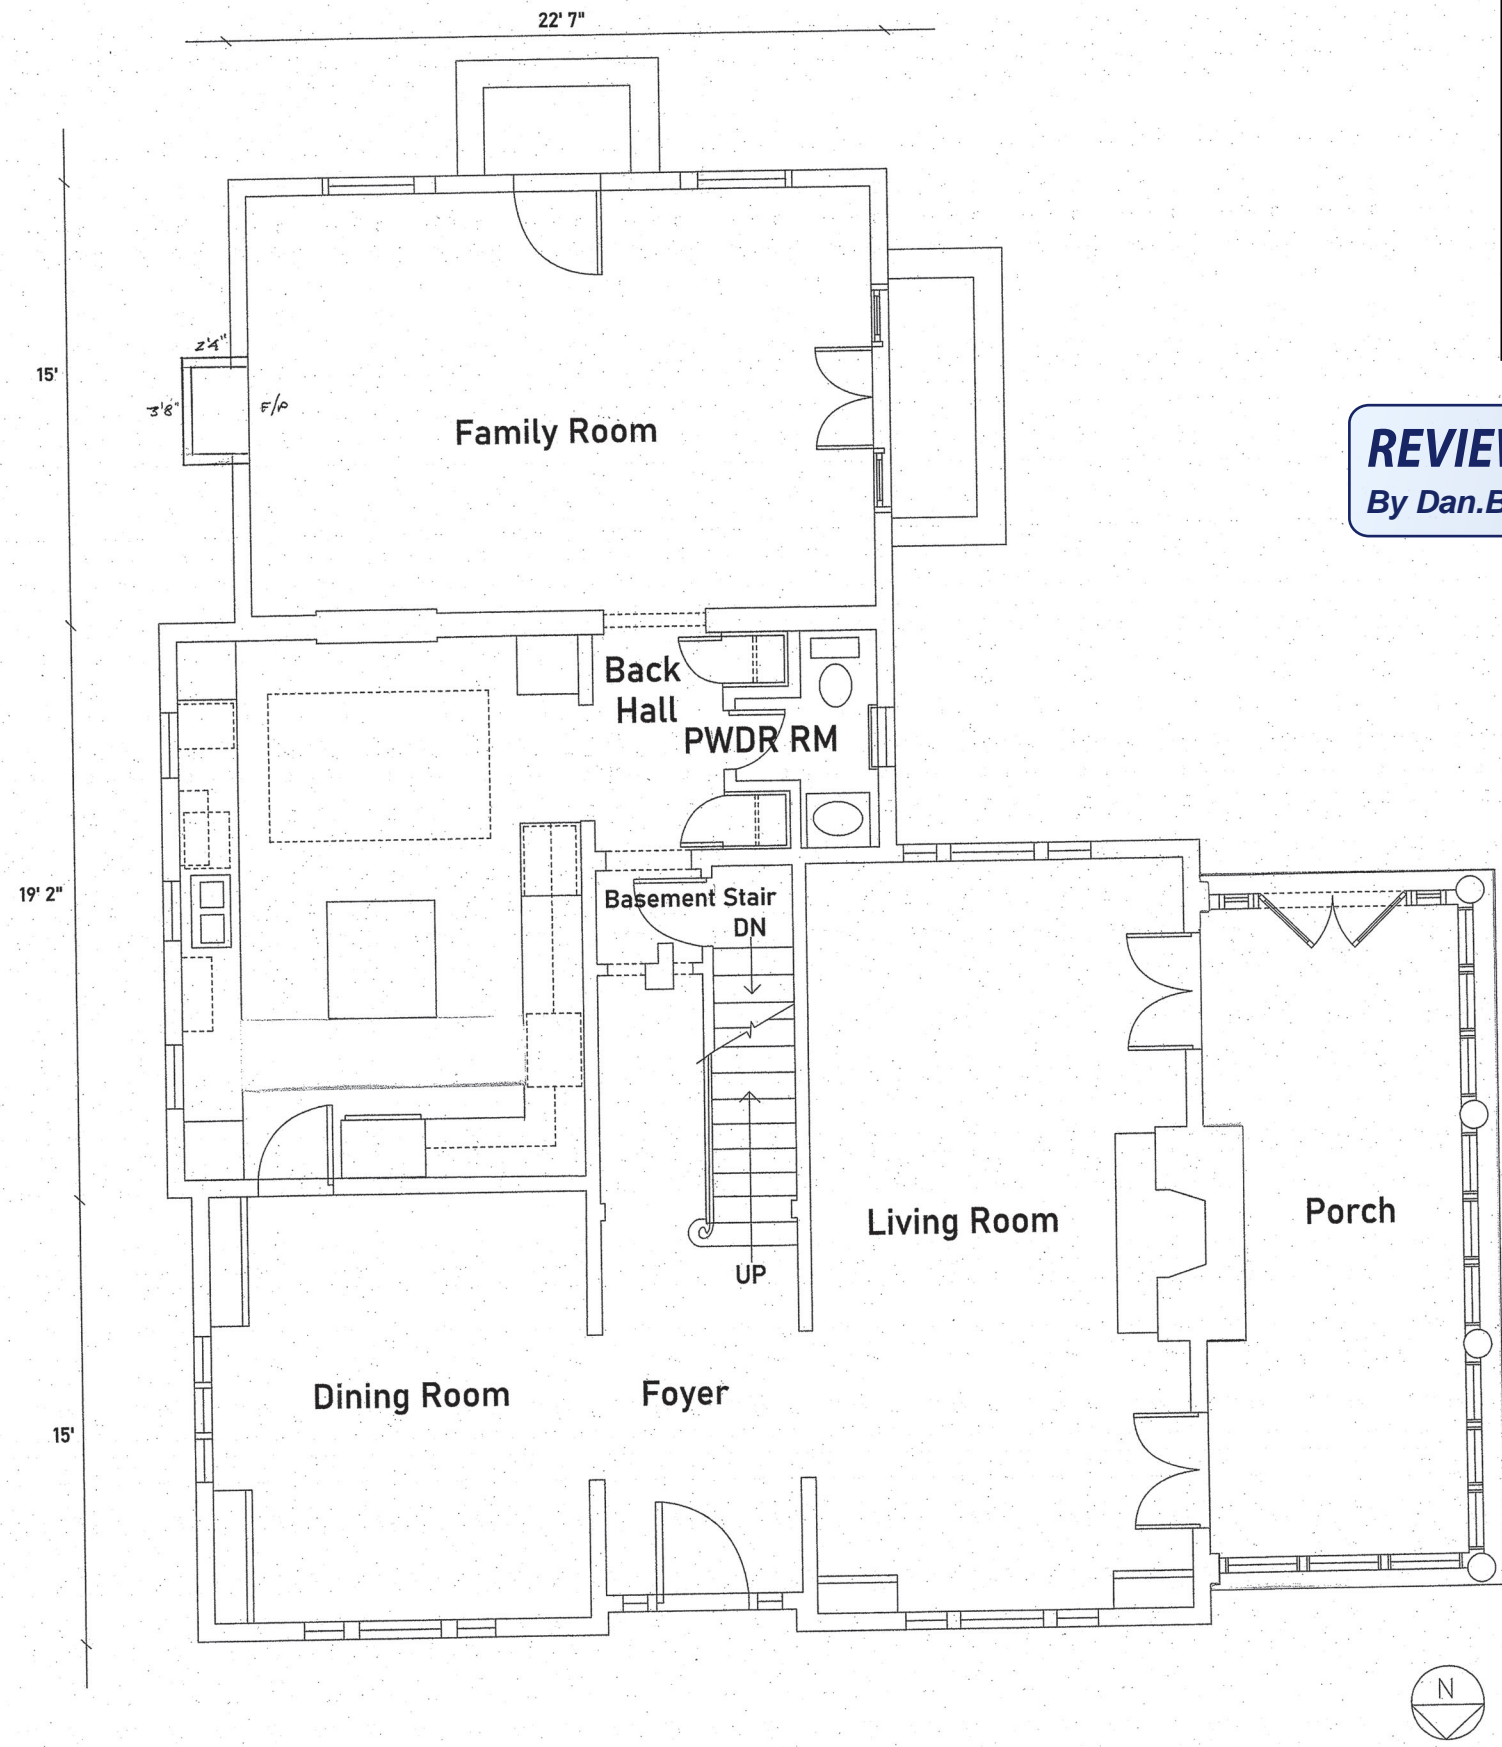 22' 7"
2'4"
15'
3'8"
F/P
Family Room
REVIEW
By Dan.B
Back
Hall
PWDR RM
19' 2"
Basement Stair
DN
Living Room
Porch
UP
Dining Room
Foyer
15'
N